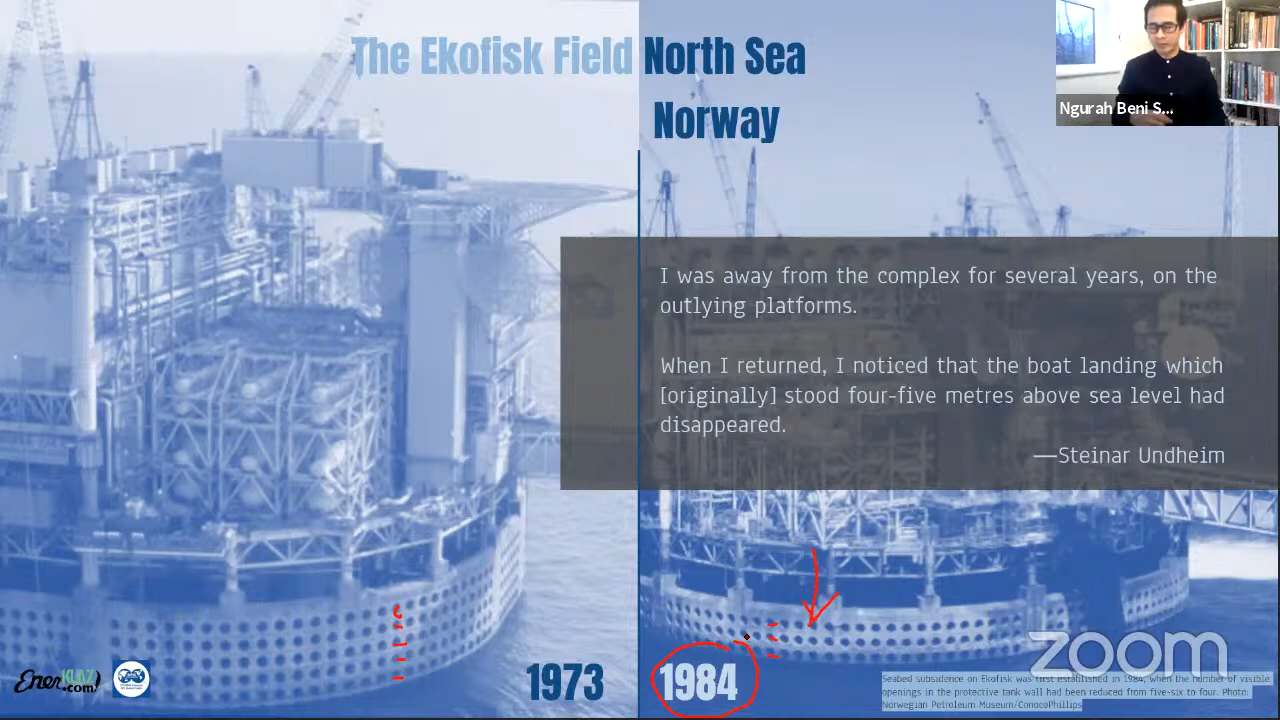 The Ekofisk Field North Sea
Norway
Ngurah Beni S...
I was away from the complex for several years, on the
outlying platforms.
When I returned, I noticed that the boat landing which
[originally] stood four-five metres above sea level had
disappeared.
—Steinar Undheim
EnerKLAZ
.com
1973
1984
zoom
Seabed subsidence on Ekofisk was first established in 1984, when the number of visible
openings in the protective tank wall had been reduced from five-six to four. Photo:
Norwegian Petroleum Museum/ConocoPhillips